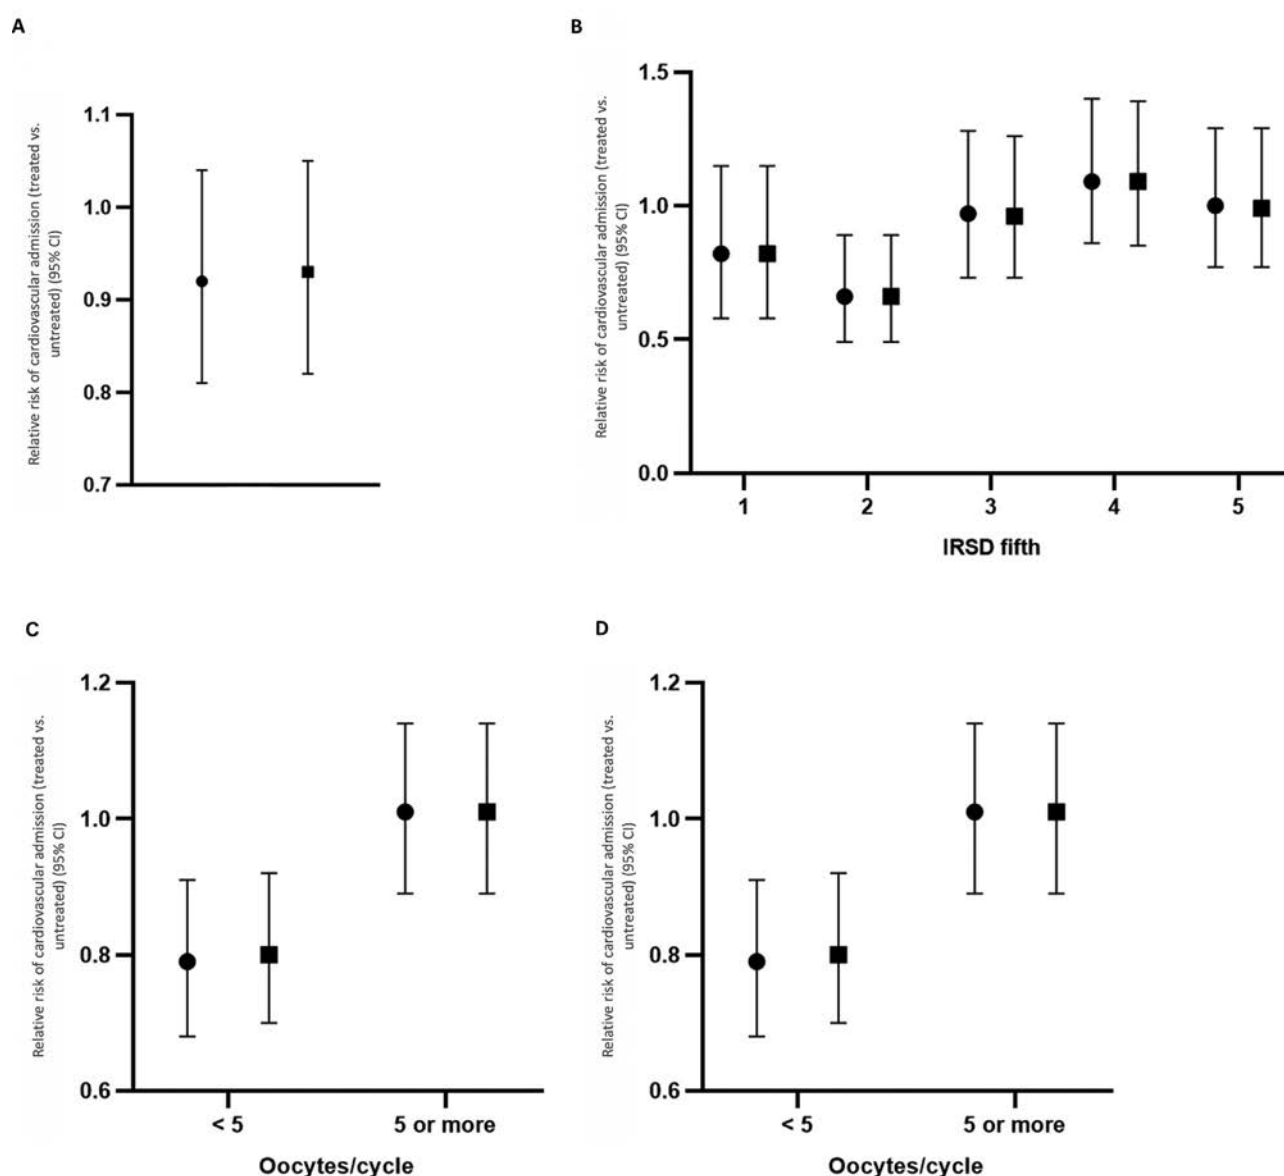 A
Relative risk of cardiovascular admission (treated vs.
untreated) (95% CI)
1.1
1.0
0.9
0.8
0.7
B
Relative risk of cardiovascular admission (treated vs.
untreated) (95% CI)
1.5
1.0
0.5
0.0
1 2 3 4 5
IRSD fifth
C
Relative risk of cardiovascular admission (treated vs.
untreated) (95% CI)
1.2
1.0
0.8
0.6
< 5 5 or more
Oocytes/cycle
D
Relative risk of cardiovascular admission (treated vs.
untreated) (95% CI)
1.2
1.0
0.8
0.6
< 5 5 or more
Oocytes/cycle